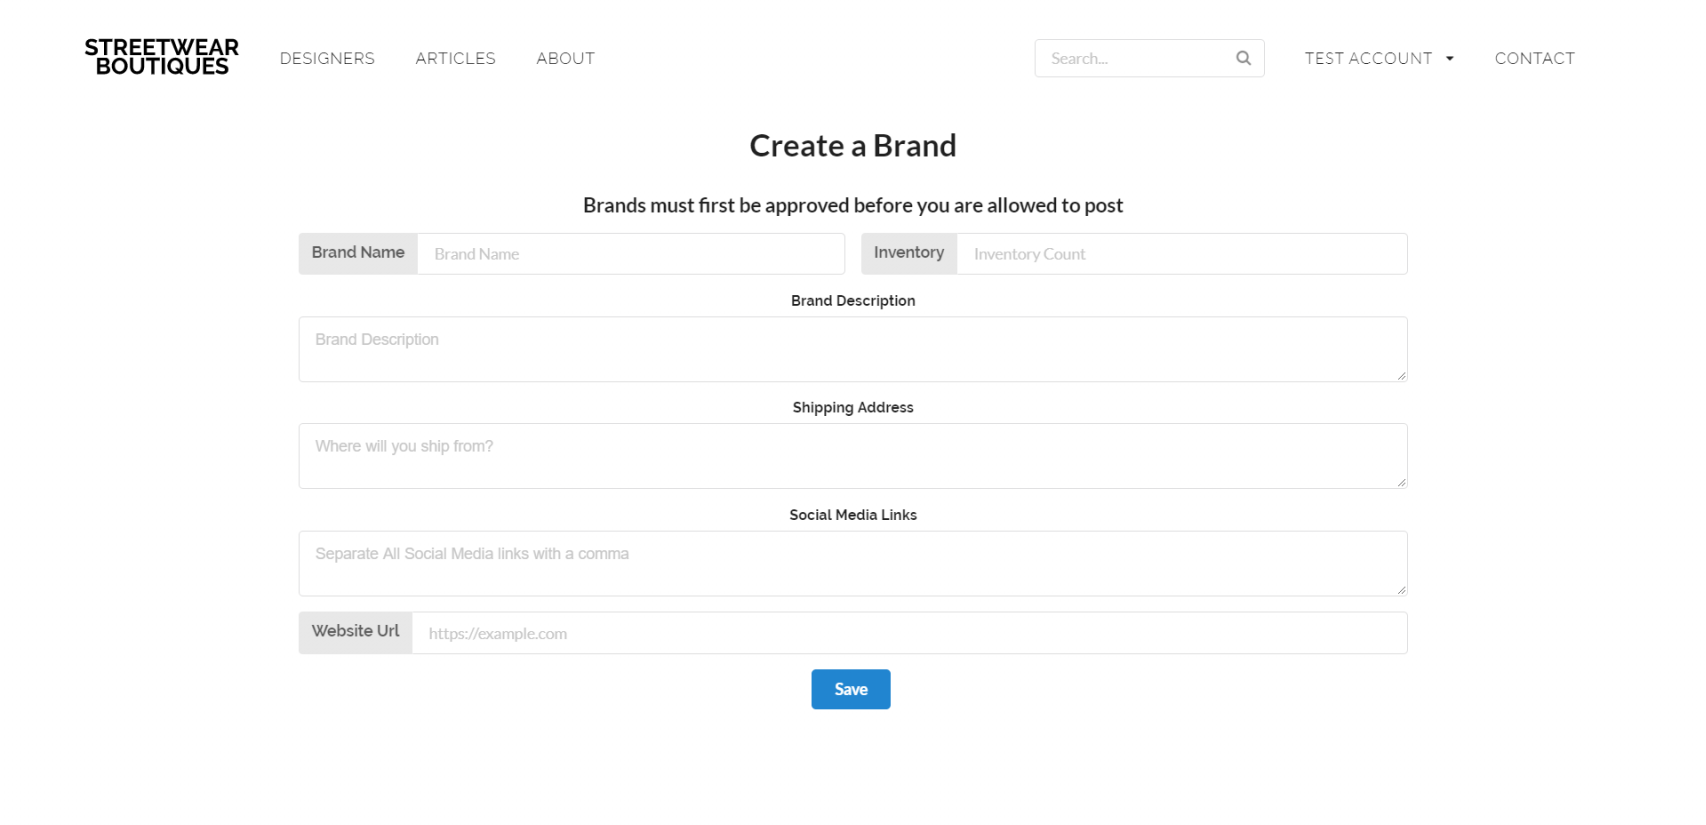 STREETWEAR
BOUTIQUES
DESIGNERS
ARTICLES
ABOUT
Search...
TEST ACCOUNT
CONTACT
Create a Brand
Brands must first be approved before you are allowed to post
Brand Name
Brand Name
Inventory
Inventory Count
Brand Description
Brand Description
Shipping Address
Where will you ship from?
Social Media Links
Separate All Social Media links with a comma
Website Url
https://example.com
Save